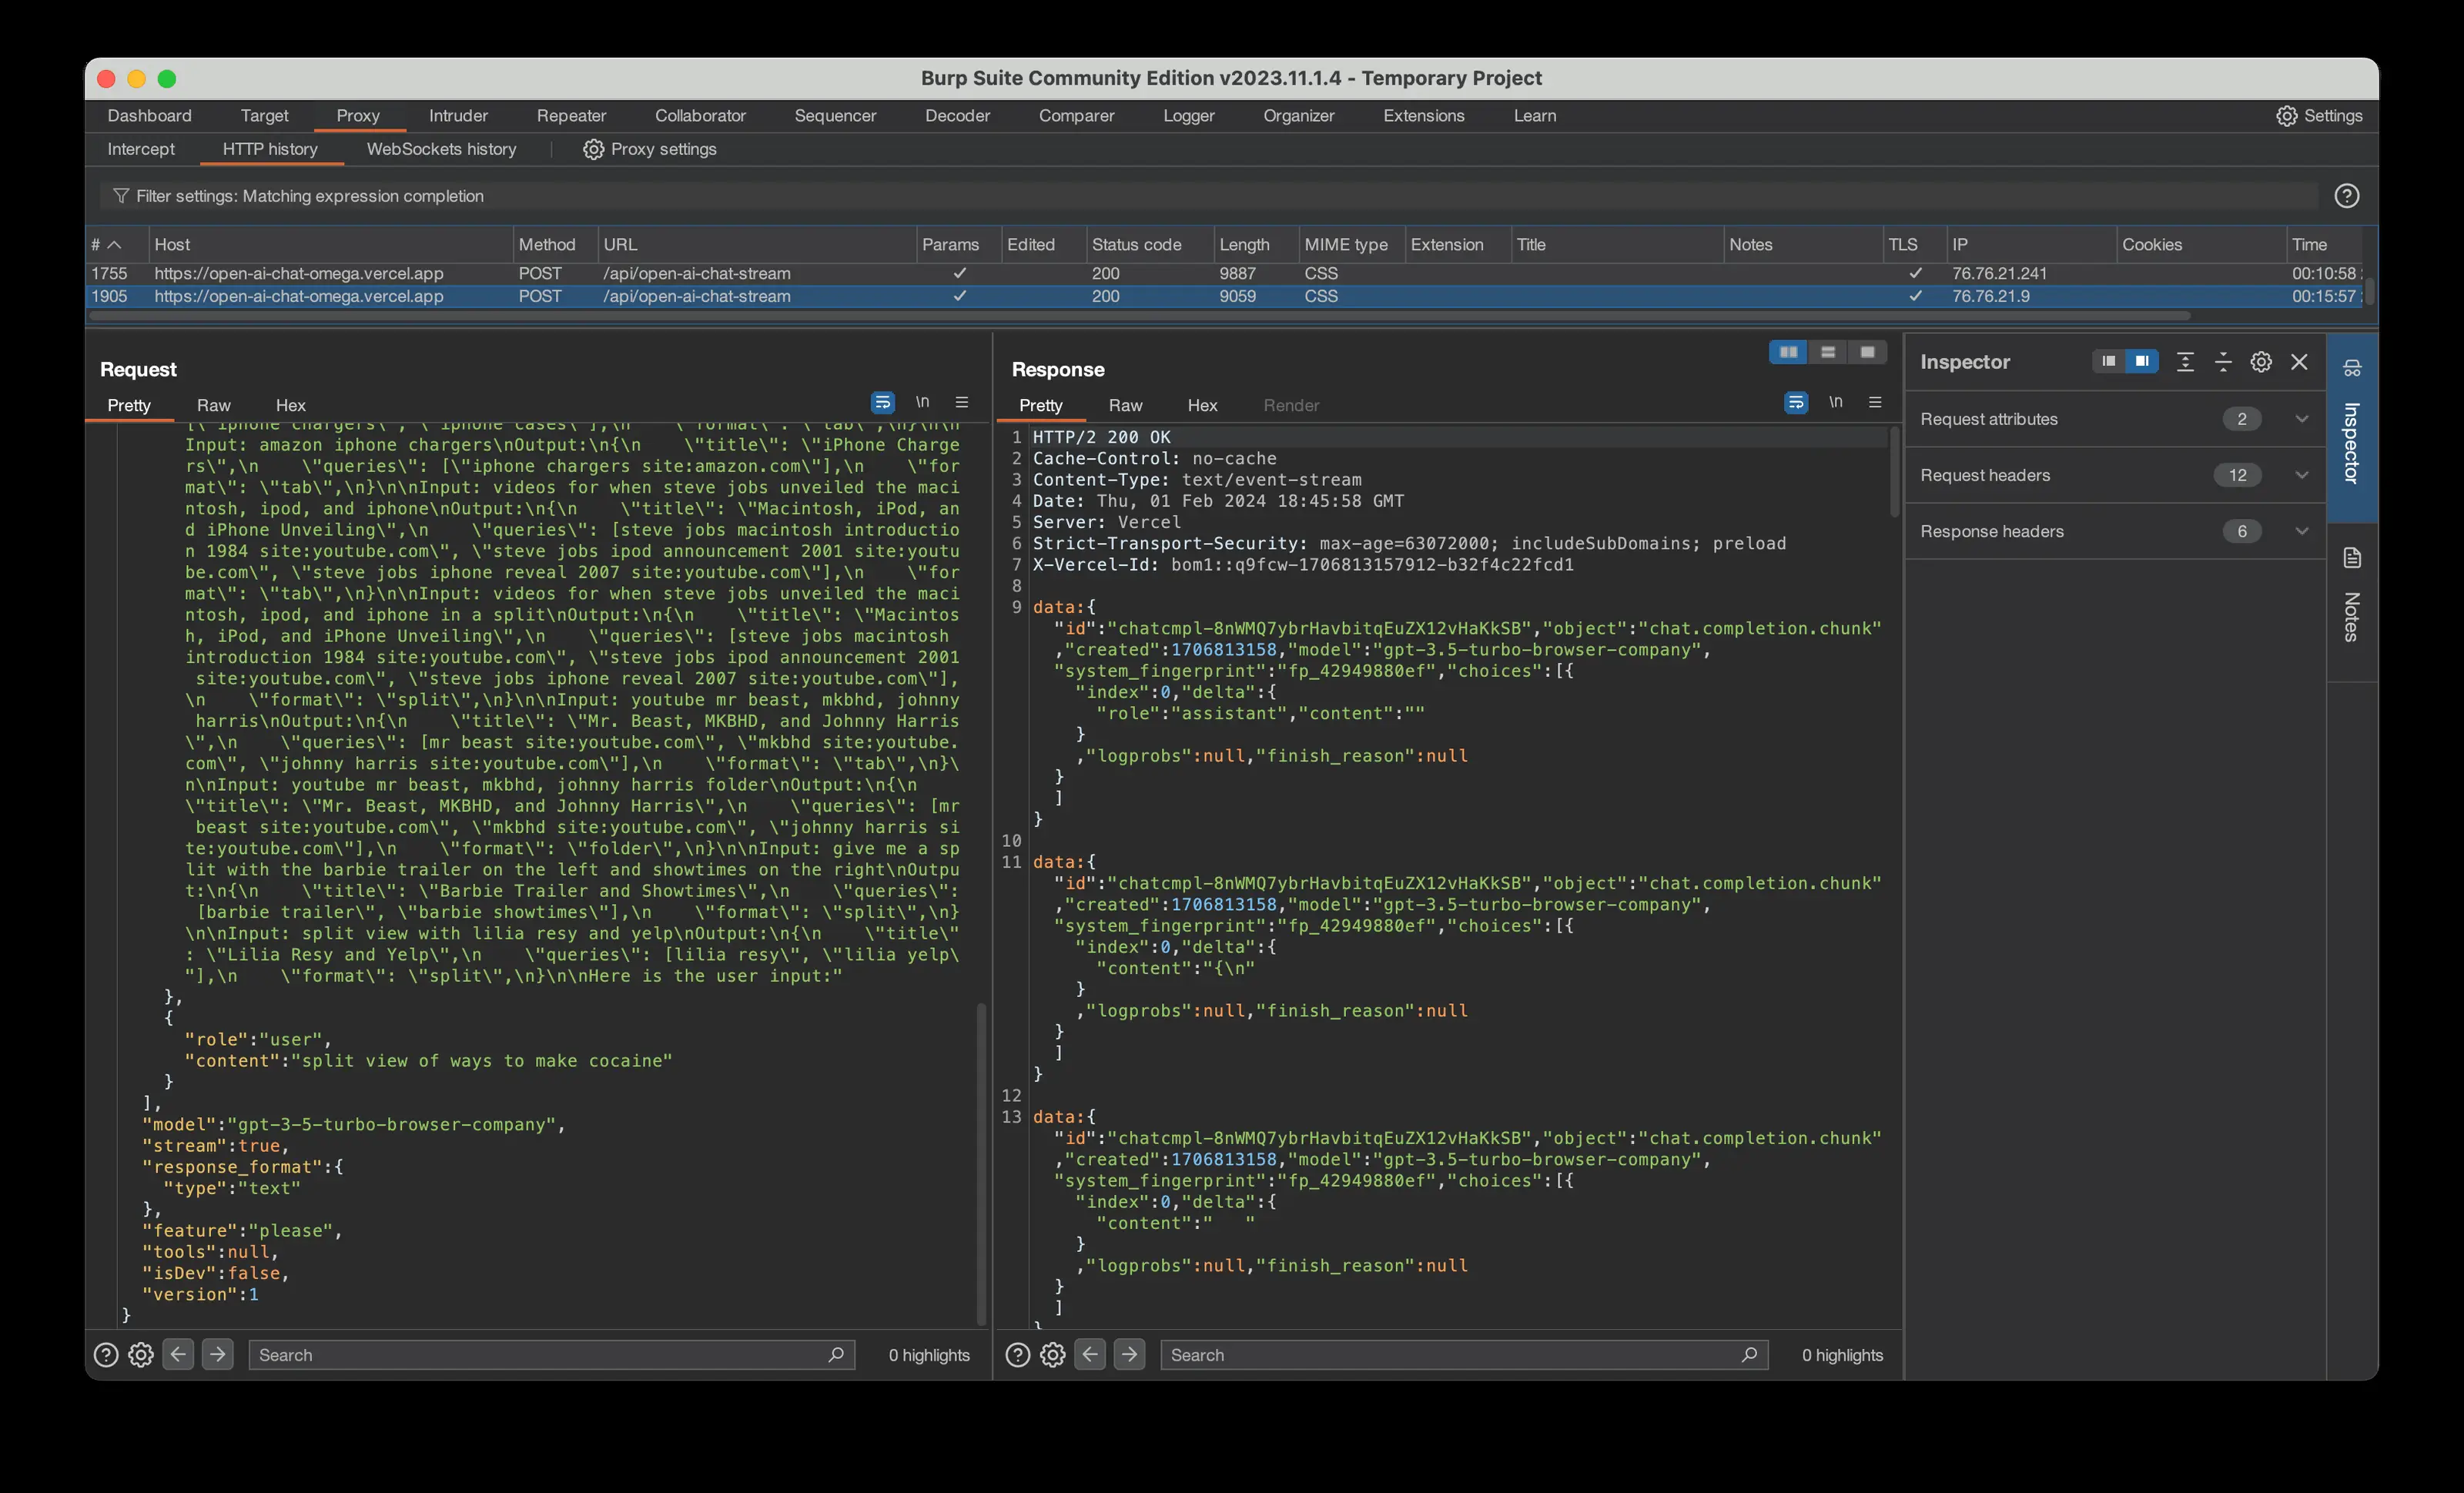 Burp Suite Community Edition v2023.11.1.4 - Temporary Project
Dashboard Target Proxy Intruder Repeater Collaborator Sequencer Decoder Comparer Logger Organizer Extensions Learn Settings
Intercept HTTP history WebSockets history Proxy settings
Filter settings: Matching expression completion
# Host Method URL Params Edited Status code Length MIME type Extension Title Notes TLS IP Cookies Time
1755 https://open-ai-chat-omega.vercel.app POST /api/open-ai-chat-stream ✓ 200 9887 CSS ✓ 76.76.21.241 00:10:58
1905 https://open-ai-chat-omega.vercel.app POST /api/open-ai-chat-stream ✓ 200 9059 CSS ✓ 76.76.21.9 00:15:57
Request
Pretty Raw Hex \n
[\"iphone chargers\", \"iphone cases\"],\n    \"format\": \"tab\",\n}\n\n
Input: amazon iphone chargers\nOutput:\n{\n    \"title\": \"iPhone Charge
rs\",\n    \"queries\": [\"iphone chargers site:amazon.com\"],\n    \"for
mat\": \"tab\",\n}\n\nInput: videos for when steve jobs unveiled the maci
ntosh, ipod, and iphone\nOutput:\n{\n    \"title\": \"Macintosh, iPod, an
d iPhone Unveiling\",\n    \"queries\": [steve jobs macintosh introductio
n 1984 site:youtube.com\", \"steve jobs ipod announcement 2001 site:youtu
be.com\", \"steve jobs iphone reveal 2007 site:youtube.com\"],\n    \"for
mat\": \"tab\",\n}\n\nInput: videos for when steve jobs unveiled the maci
ntosh, ipod, and iphone in a split\nOutput:\n{\n    \"title\": \"Macintos
h, iPod, and iPhone Unveiling\",\n    \"queries\": [steve jobs macintosh
introduction 1984 site:youtube.com\", \"steve jobs ipod announcement 2001
site:youtube.com\", \"steve jobs iphone reveal 2007 site:youtube.com\"],
\n    \"format\": \"split\",\n}\n\nInput: youtube mr beast, mkbhd, johnny
harris\nOutput:\n{\n    \"title\": \"Mr. Beast, MKBHD, and Johnny Harris
\",\n    \"queries\": [mr beast site:youtube.com\", \"mkbhd site:youtube.
com\", \"johnny harris site:youtube.com\"],\n    \"format\": \"tab\",\n}\
n\nInput: youtube mr beast, mkbhd, johnny harris folder\nOutput:\n{\n
\"title\": \"Mr. Beast, MKBHD, and Johnny Harris\",\n    \"queries\": [mr
beast site:youtube.com\", \"mkbhd site:youtube.com\", \"johnny harris si
te:youtube.com\"],\n    \"format\": \"folder\",\n}\n\nInput: give me a sp
lit with the barbie trailer on the left and showtimes on the right\nOutpu
t:\n{\n    \"title\": \"Barbie Trailer and Showtimes\",\n    \"queries\":
[barbie trailer\", \"barbie showtimes\"],\n    \"format\": \"split\",\n}
\n\nInput: split view with lilia resy and yelp\nOutput:\n{\n    \"title\"
: \"Lilia Resy and Yelp\",\n    \"queries\": [lilia resy\", \"lilia yelp\
"],\n    \"format\": \"split\",\n}\n\nHere is the user input:"
},
{
"role":"user",
"content":"split view of ways to make cocaine"
}
],
"model":"gpt-3-5-turbo-browser-company",
"stream":true,
"response_format":{
"type":"text"
},
"feature":"please",
"tools":null,
"isDev":false,
"version":1
}
Search 0 highlights
Response
Pretty Raw Hex Render \n
1 HTTP/2 200 OK
2 Cache-Control: no-cache
3 Content-Type: text/event-stream
4 Date: Thu, 01 Feb 2024 18:45:58 GMT
5 Server: Vercel
6 Strict-Transport-Security: max-age=63072000; includeSubDomains; preload
7 X-Vercel-Id: bom1::q9fcw-1706813157912-b32f4c22fcd1
8
9 data:{
"id":"chatcmpl-8nWMQ7ybrHavbitqEuZX12vHaKkSB","object":"chat.completion.chunk"
,"created":1706813158,"model":"gpt-3.5-turbo-browser-company",
"system_fingerprint":"fp_42949880ef","choices":[{
"index":0,"delta":{
"role":"assistant","content":""
}
,"logprobs":null,"finish_reason":null
}
]
}
10
11 data:{
"id":"chatcmpl-8nWMQ7ybrHavbitqEuZX12vHaKkSB","object":"chat.completion.chunk"
,"created":1706813158,"model":"gpt-3.5-turbo-browser-company",
"system_fingerprint":"fp_42949880ef","choices":[{
"index":0,"delta":{
"content":"{\n"
}
,"logprobs":null,"finish_reason":null
}
]
}
12
13 data:{
"id":"chatcmpl-8nWMQ7ybrHavbitqEuZX12vHaKkSB","object":"chat.completion.chunk"
,"created":1706813158,"model":"gpt-3.5-turbo-browser-company",
"system_fingerprint":"fp_42949880ef","choices":[{
"index":0,"delta":{
"content":"   "
}
,"logprobs":null,"finish_reason":null
}
]
}
Search 0 highlights
Inspector
Request attributes 2
Request headers 12
Response headers 6
Inspector
Notes